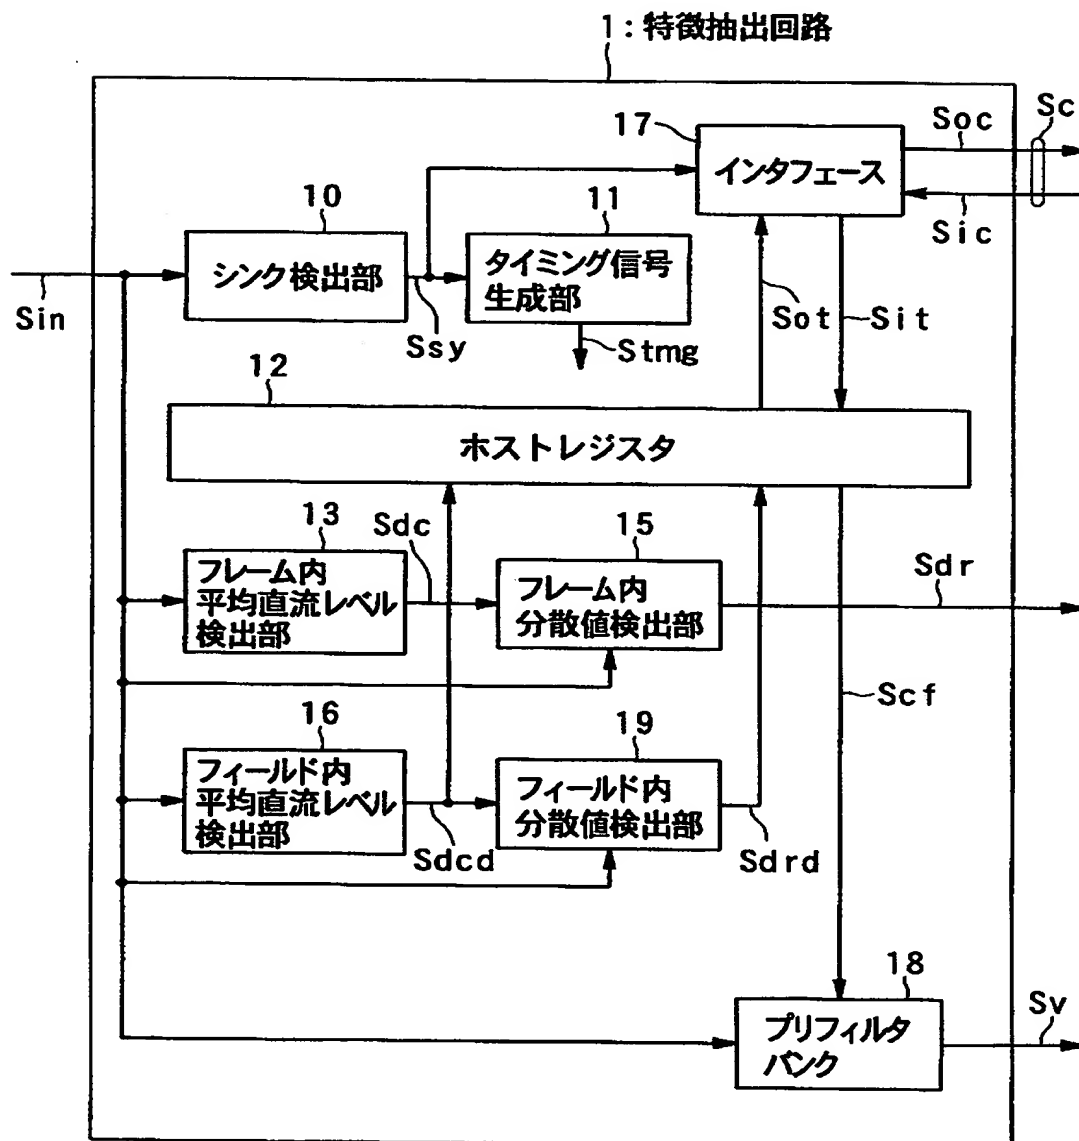 1：特徴抽出回路
17
Soc
Sc
インタフェース
Sic
10
11
シンク検出部
タイミング信号
生成部
Sin
Ssy
Stmg
Sot
Sit
12
ホストレジスタ
13
Sdc
15
フレーム内
平均直流レベル
検出部
フレーム内
分散値検出部
Sdr
Scf
16
19
フィールド内
平均直流レベル
検出部
フィールド内
分散値検出部
Sdcd
Sdrd
18
プリフィルタ
バンク
Sv